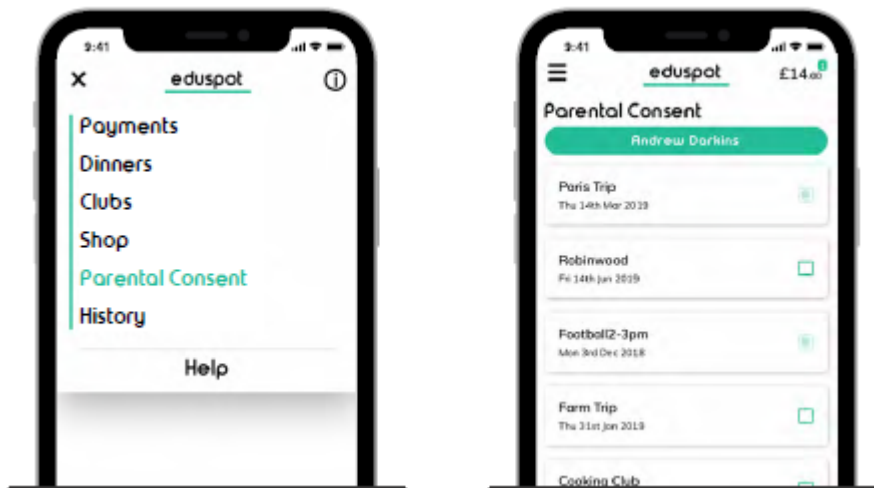 9:41
eduspot
Payments
Dinners
Clubs
Shop
Parental Consent
History
Help
9:41
eduspot
£14.00
Parental Consent
Andrew Darkins
Paris Trip
Thu 14th Mar 2019
Robinwood
Fri 14th Jun 2019
Football2-3pm
Mon 3rd Dec 2018
Farm Trip
Thu 31st Jan 2019
Cooking Club